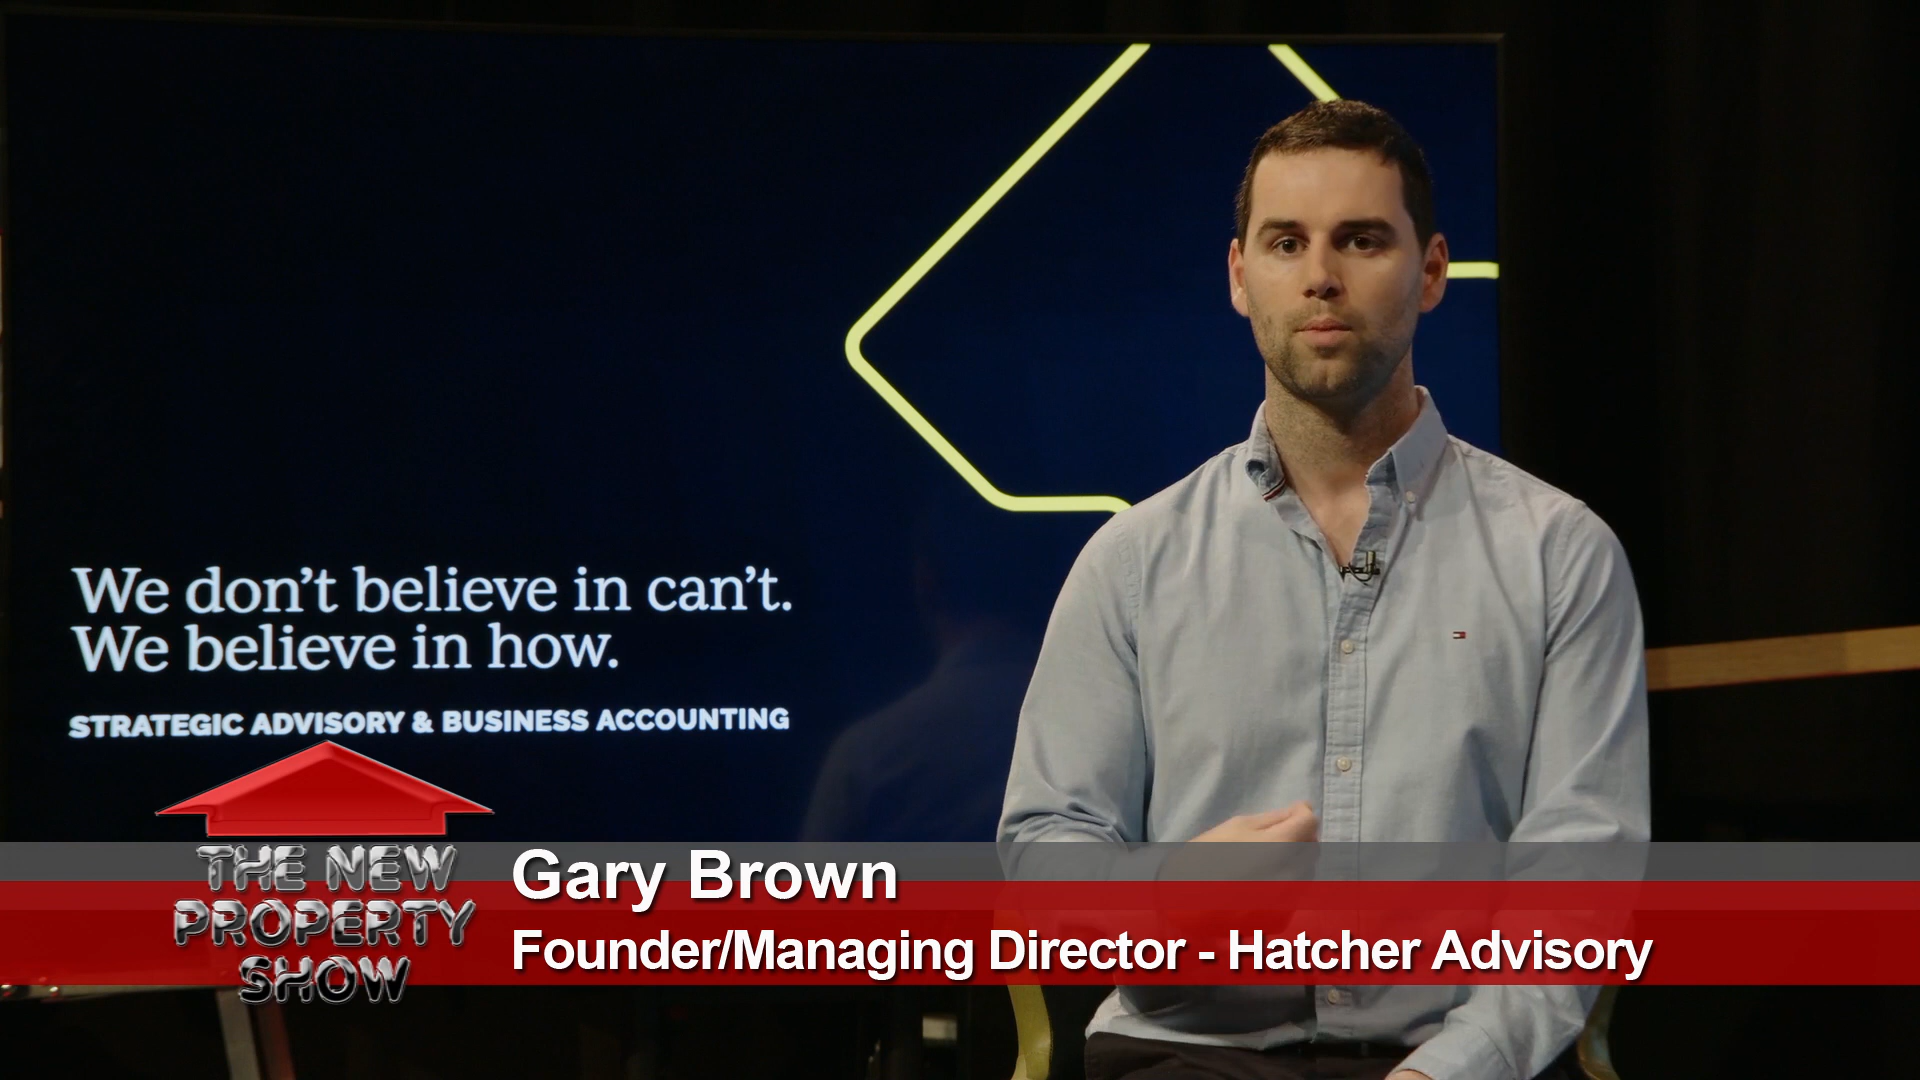 We don't believe in can't.
We believe in how.
STRATEGIC ADVISORY & BUSINESS ACCOUNTING
THE NEW
PROPERTY
SHOW
Gary Brown
Founder/Managing Director - Hatcher Advisory